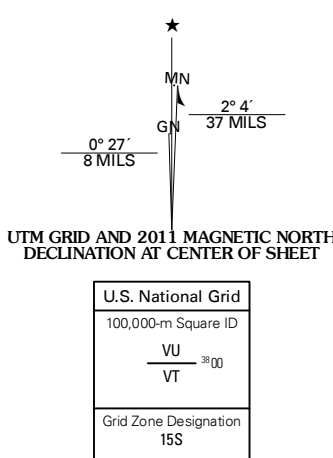 ★
MN
2° 4´
37 MILS
GN
0° 27´
8 MILS
UTM GRID AND 2011 MAGNETIC NORTH
DECLINATION AT CENTER OF SHEET
U.S. National Grid
100,000-m Square ID
VU
3800
VT
Grid Zone Designation
15S